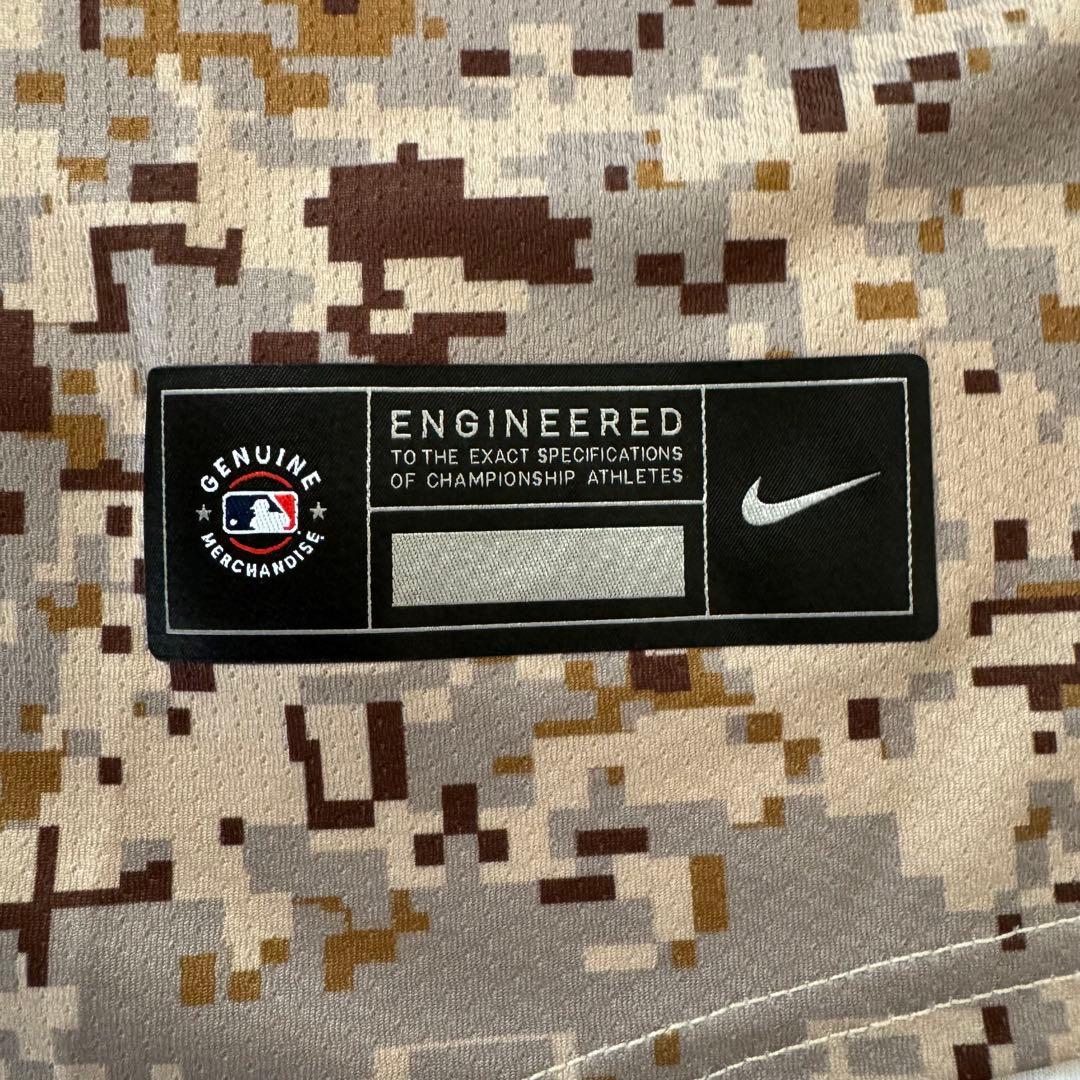 GENUINE
MERCHANDISE
ENGINEERED
TO THE EXACT SPECIFICATIONS
OF CHAMPIONSHIP ATHLETES